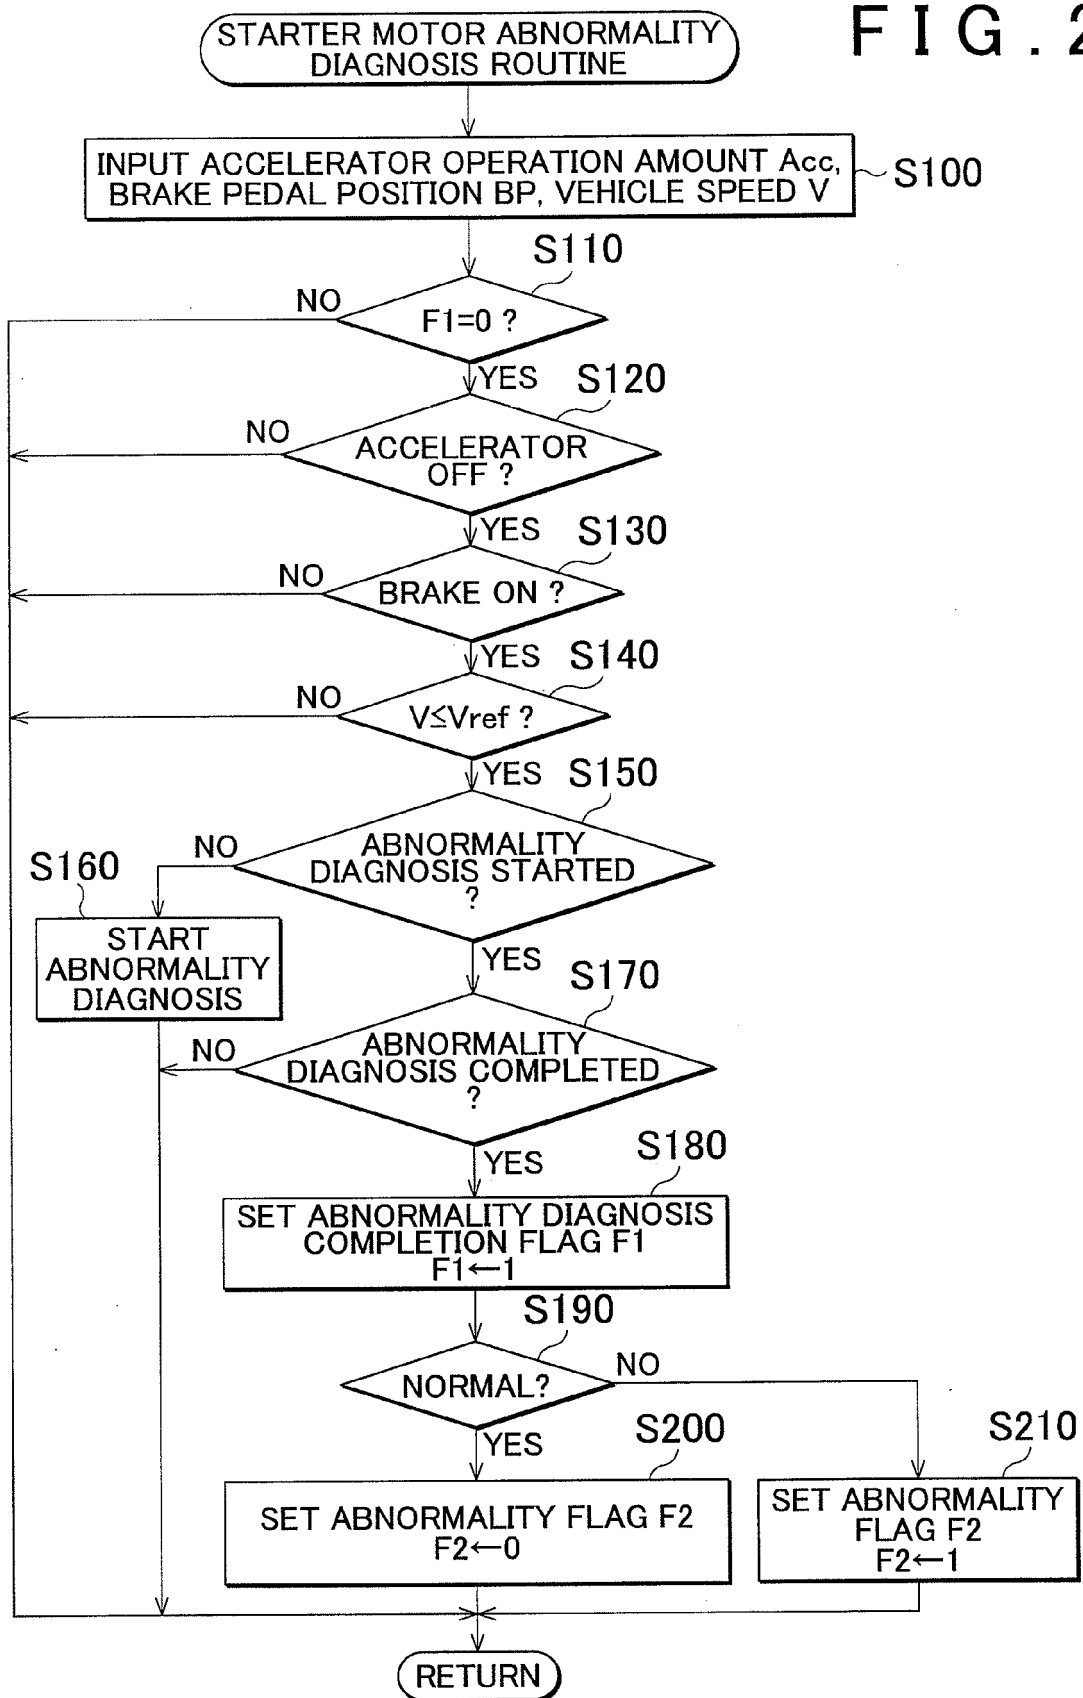 FIG.2
STARTER MOTOR ABNORMALITY
DIAGNOSIS ROUTINE
INPUT ACCELERATOR OPERATION AMOUNT Acc,
BRAKE PEDAL POSITION BP, VEHICLE SPEED V
S100
S110
NO
F1=0 ?
YES
S120
NO
ACCELERATOR
OFF ?
YES
S130
NO
BRAKE ON ?
YES
S140
NO
V≤Vref ?
YES
S150
NO
ABNORMALITY
DIAGNOSIS STARTED
?
S160
START
ABNORMALITY
DIAGNOSIS
YES
S170
NO
ABNORMALITY
DIAGNOSIS COMPLETED
?
YES
S180
SET ABNORMALITY DIAGNOSIS
COMPLETION FLAG F1
F1←1
S190
NORMAL?
NO
YES
S200
SET ABNORMALITY FLAG F2
F2←0
S210
SET ABNORMALITY
FLAG F2
F2←1
RETURN